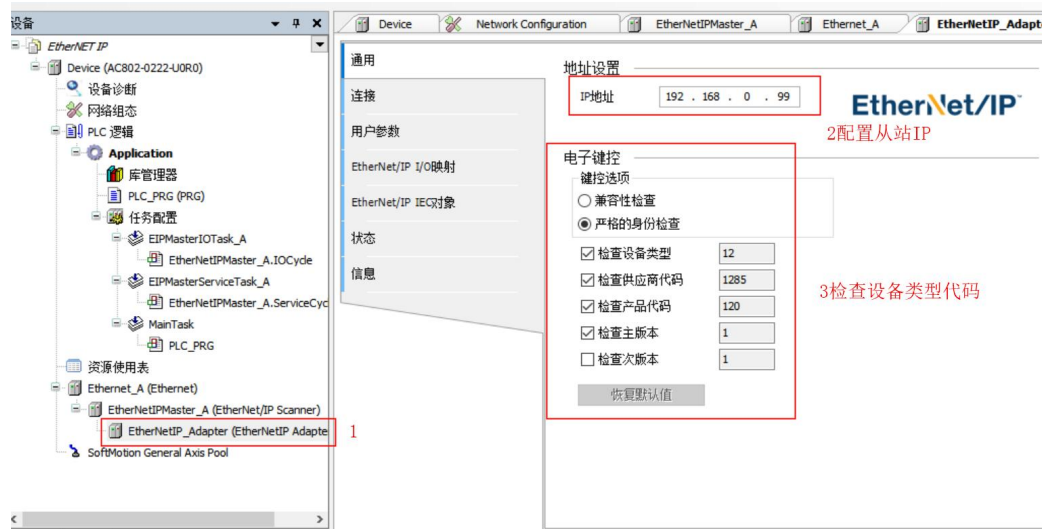 设备
Device
Network Configuration
EtherNetIPMaster_A
Ethernet_A
EtherNetIP_Adapt
EtherNET IP
Device (AC802-0222-U0R0)
设备诊断
网络组态
PLC 逻辑
Application
库管理器
PLC_PRG (PRG)
任务配置
EIPMasterIOTask_A
EtherNetIPMaster_A.IOCycle
EIPMasterServiceTask_A
EtherNetIPMaster_A.ServiceCyc
MainTask
PLC_PRG
资源使用表
Ethernet_A (Ethernet)
EtherNetIPMaster_A (EtherNet/IP Scanner)
EtherNetIP_Adapter (EtherNetIP Adapte
SoftMotion General Axis Pool
1
通用
连接
用户参数
EtherNet/IP I/O映射
EtherNet/IP IEC对象
状态
信息
地址设置
IP地址 192 . 168 . 0 . 99
EtherNet/IP™
2配置从站IP
电子键控
键控选项
兼容性检查
严格的身份检查
检查设备类型 12
检查供应商代码 1285
检查产品代码 120
检查主版本 1
检查次版本 1
恢复默认值
3检查设备类型代码